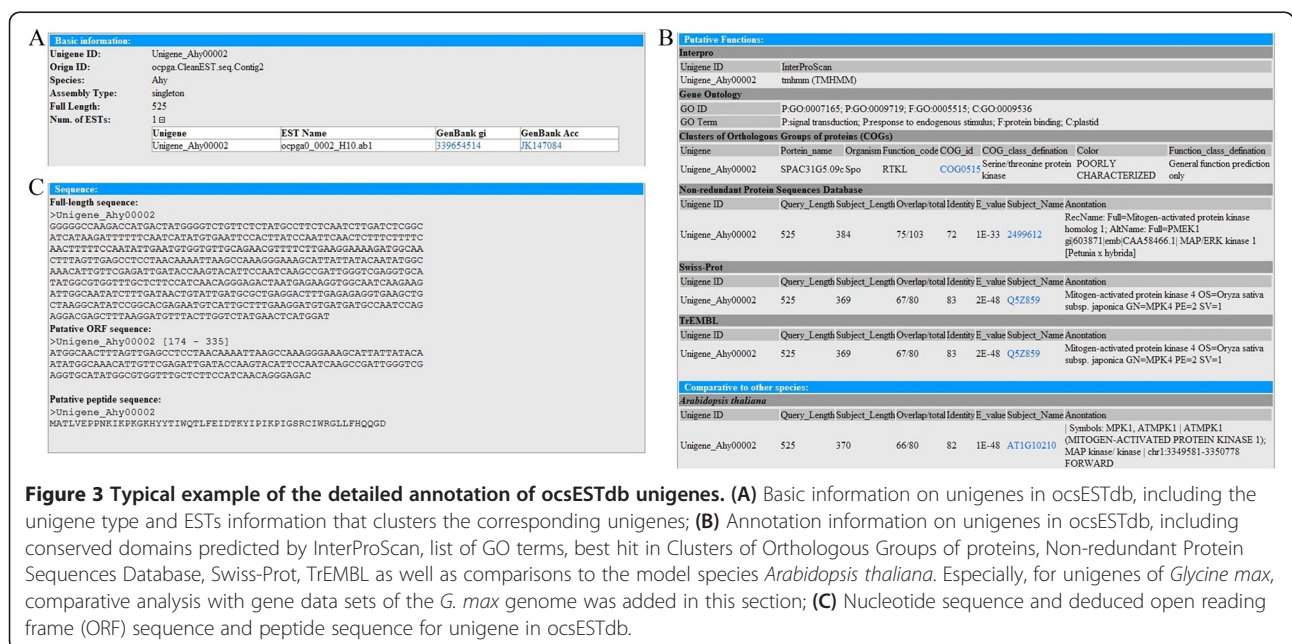 A
Basic information:
Unigene ID: Unigene_Ahy00002
Orign ID: ocpga.CleanEST.seq.Contig2
Species: Ahy
Assembly Type: singleton
Full Length: 525
Num. of ESTs: 1
Unigene EST Name GenBank gi GenBank Acc
Unigene_Ahy00002 ocpga0_0002_H10.ab1 339654514 JK147084
C
Sequence:
Full-length sequence:
>Unigene_Ahy00002
GGGGGCCAAGACCATGACTATGGGGTCTGTTCTCTATGCCTTCTCAATCTTGATCTCGGC
ATCATAAGATTTTTTCAATCATATGTGAATTCCACTTATCCAATTCAACTCTTTCTTTTC
AACTTTTTCCAATATTGAATGTGGTGTTGCAGAACGTTTTCTTGAAGGAAAAGATGGCAA
CTTTAGTTGAGCCTCCTAACAAAATTAAGCCAAAGGGAAAGCATTATTATACAATATGGC
AAACATTGTTCGAGATTGATACCAAGTACATTCCAATCAAGCCGATTGGGTCGAGGTGCA
TATGGCGTGGTTTGCTCTTCCATCAACAGGGAGACTAATGAGAAGGTGGCAATCAAGAAG
ATTGGCAATATCTTTGATAACTGTATTGATGCGCTGAGGACTTTGAGAGAGGTGAAGCTG
CTAAGGCATATCCGGCACGAGAATGTCATTGCTTTGAAGGATGTGATGATGCCAATCCAG
AGGACGAGCTTTAAGGATGTTTACTTGGTCTATGAACTCATGGAT
Putative ORF sequence:
>Unigene_Ahy00002 [174 - 335]
ATGGCAACTTTAGTTGAGCCTCCTAACAAAATTAAGCCAAAGGGAAAGCATTATTATACA
ATATGGCAAACATTGTTCGAGATTGATACCAAGTACATTCCAATCAAGCCGATTGGGTCG
AGGTGCATATGGCGTGGTTTGCTCTTCCATCAACAGGGAGAC
Putative peptide sequence:
>Unigene_Ahy00002
MATLVEPPNKIKPKGKHYYTIWQTLFEIDTKYIPIKPIGSRCIWRGLLFHQQGD
B
Putative Functions:
Interpro
Unigene ID InterProScan
Unigene_Ahy00002 tmhmm (TMHMM)
Gene Ontology
GO ID P:GO:0007165; P:GO:0009719; F:GO:0005515; C:GO:0009536
GO Term P:signal transduction; P:response to endogenous stimulus; F:protein binding; C:plastid
Clusters of Orthologous Groups of proteins (COGs)
Unigene Portein_name Organism Function_code COG_id COG_class_defination Color Function_class_defination
Unigene_Ahy00002 SPAC31G5.09c Spo RTKL COG0515 Serine/threonine protein kinase POORLY CHARACTERIZED General function prediction only
Non-redundant Protein Sequences Database
Unigene ID Query_Length Subject_Length Overlap/total Identity E_value Subject_Name Anontation
Unigene_Ahy00002 525 384 75/103 72 1E-33 2499612 RecName: Full=Mitogen-activated protein kinase homolog 1; AltName: Full=PMEK1 gi|603871|emb|CAA58466.1| MAP/ERK kinase 1 [Petunia x hybrida]
Swiss-Prot
Unigene ID Query_Length Subject_Length Overlap/total Identity E_value Subject_Name Anontation
Unigene_Ahy00002 525 369 67/80 83 2E-48 Q5Z859 Mitogen-activated protein kinase 4 OS=Oryza sativa subsp. japonica GN=MPK4 PE=2 SV=1
TrEMBL
Unigene ID Query_Length Subject_Length Overlap/total Identity E_value Subject_Name Anontation
Unigene_Ahy00002 525 369 67/80 83 2E-48 Q5Z859 Mitogen-activated protein kinase 4 OS=Oryza sativa subsp. japonica GN=MPK4 PE=2 SV=1
Comparative to other species:
Arabidopsis thaliana
Unigene ID Query_Length Subject_Length Overlap/total Identity E_value Subject_Name Anontation
Unigene_Ahy00002 525 370 66/80 82 1E-48 AT1G10210 | Symbols: MPK1, ATMPK1 | ATMPK1 (MITOGEN-ACTIVATED PROTEIN KINASE 1); MAP kinase/ kinase | chr1:3349581-3350778 FORWARD
Figure 3 Typical example of the detailed annotation of ocsESTdb unigenes. (A) Basic information on unigenes in ocsESTdb, including the
unigene type and ESTs information that clusters the corresponding unigenes; (B) Annotation information on unigenes in ocsESTdb, including
conserved domains predicted by InterProScan, list of GO terms, best hit in Clusters of Orthologous Groups of proteins, Non-redundant Protein
Sequences Database, Swiss-Prot, TrEMBL as well as comparisons to the model species Arabidopsis thaliana. Especially, for unigenes of Glycine max,
comparative analysis with gene data sets of the G. max genome was added in this section; (C) Nucleotide sequence and deduced open reading
frame (ORF) sequence and peptide sequence for unigene in ocsESTdb.